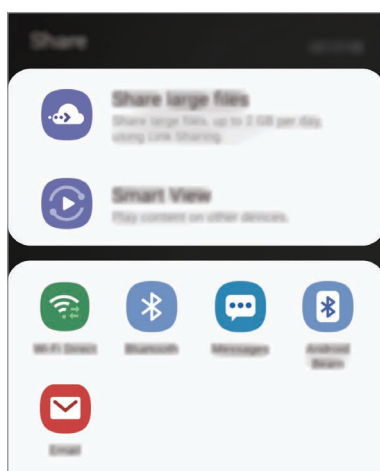 Share
Share large files
Share large files, up to 2 GB per day,
using Link Sharing.
Smart View
Play content on other devices.
Wi-Fi Direct
Bluetooth
Messages
Android
Beam
Email